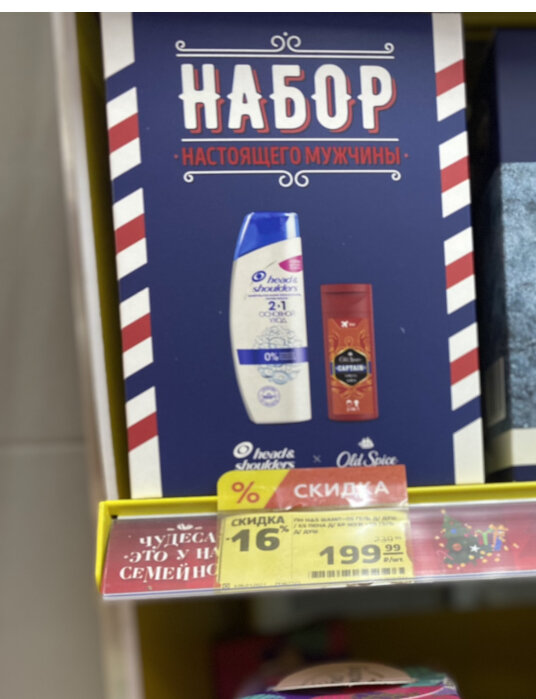 НАБОР
НАСТОЯЩЕГО МУЖЧИНЫ
head&
shoulders
2в1
ОСНОВНОЙ
УХОД
0%
Old Spice
CAPTAIN
head&
shoulders
×
Old Spice
% СКИДКА
ЧУДЕСА
-ЭТО У НА
СЕМЕЙНО
СКИДКА
-16%
199 99
₽/шт